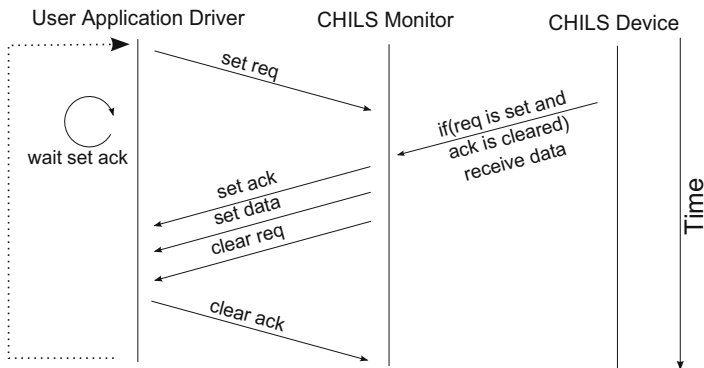 User Application Driver
CHILS Monitor
CHILS Device
set req
if(req is set and
ack is cleared)
receive data
wait set ack
set ack
set data
clear req
clear ack
Time